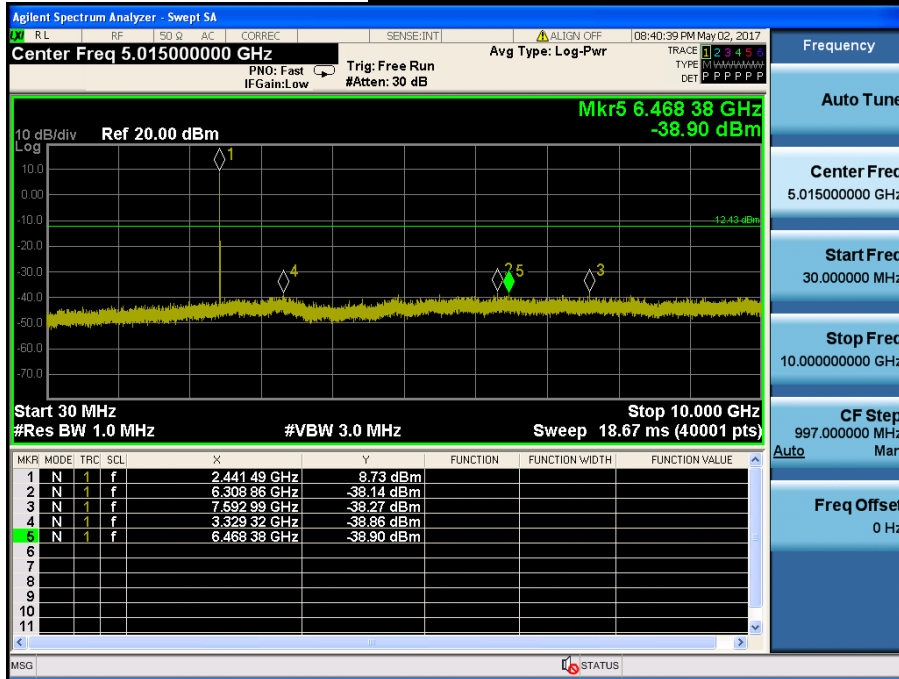 Agilent Spectrum Analyzer - Swept SA
LXI RL RF 50 Ω AC CORREC SENSE:INT ALIGN OFF 08:40:39 PM May 02, 2017
Center Freq 5.015000000 GHz
PNO: Fast
IFGain:Low
Trig: Free Run
#Atten: 30 dB
Avg Type: Log-Pwr
TRACE 1 2 3 4 5 6
TYPE MWWWWW
DET P P P P P P
Mkr5 6.468 38 GHz
-38.90 dBm
10 dB/div Ref 20.00 dBm
Log
10.0
0.00
-10.0
-20.0
-30.0
-40.0
-50.0
-60.0
-70.0
-12.43 dBm
1
4
2
5
3
Start 30 MHz Stop 10.000 GHz
#Res BW 1.0 MHz #VBW 3.0 MHz Sweep 18.67 ms (40001 pts)
MKR MODE TRC SCL X Y FUNCTION FUNCTION WIDTH FUNCTION VALUE
1 N 1 f 2.441 49 GHz 8.73 dBm
2 N 1 f 6.308 86 GHz -38.14 dBm
3 N 1 f 7.592 99 GHz -38.27 dBm
4 N 1 f 3.329 32 GHz -38.86 dBm
5 N 1 f 6.468 38 GHz -38.90 dBm
6
7
8
9
10
11
MSG STATUS
Frequency
Auto Tune
Center Freq
5.015000000 GHz
Start Freq
30.000000 MHz
Stop Freq
10.000000000 GHz
CF Step
997.000000 MHz
Auto Man
Freq Offset
0 Hz